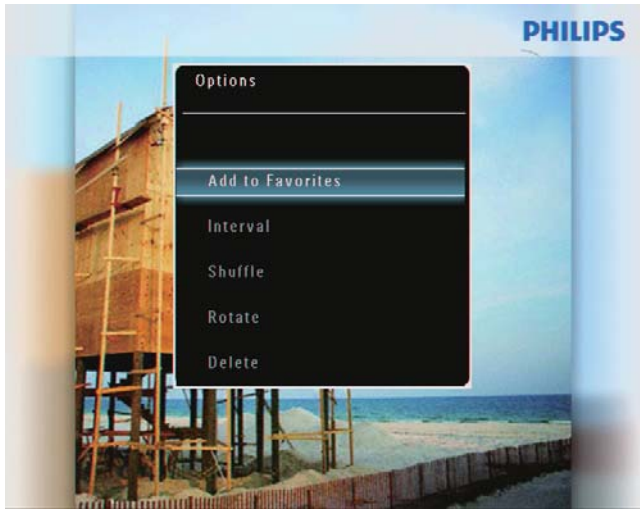 PHILIPS
Options
Add to Favorites
Interval
Shuffle
Rotate
Delete